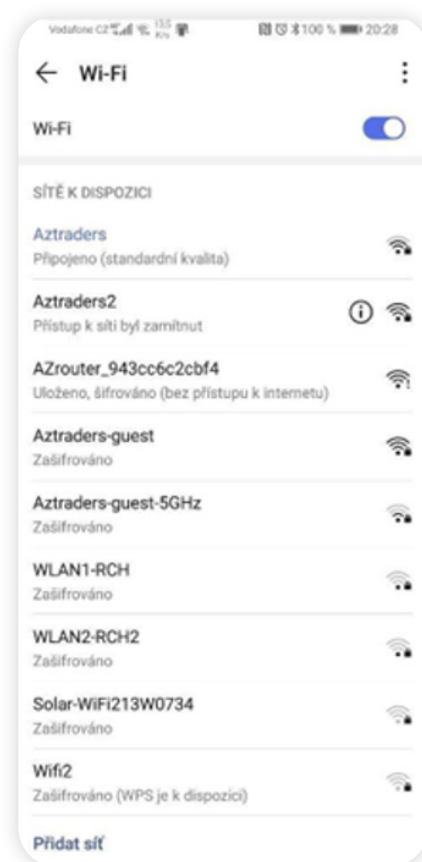 Vodafone CZ 13,5 K/s 100 % 20:28
Wi-Fi
Wi-Fi
SÍTĚ K DISPOZICI
Aztraders
Připojeno (standardní kvalita)
Aztraders2
Přístup k síti byl zamítnut
AZrouter_943cc6c2cbf4
Uloženo, šifrováno (bez přístupu k internetu)
Aztraders-guest
Zašifrováno
Aztraders-guest-5GHz
Zašifrováno
WLAN1-RCH
Zašifrováno
WLAN2-RCH2
Zašifrováno
Solar-WiFi213W0734
Zašifrováno
Wifi2
Zašifrováno (WPS je k dispozici)
Přidat síť